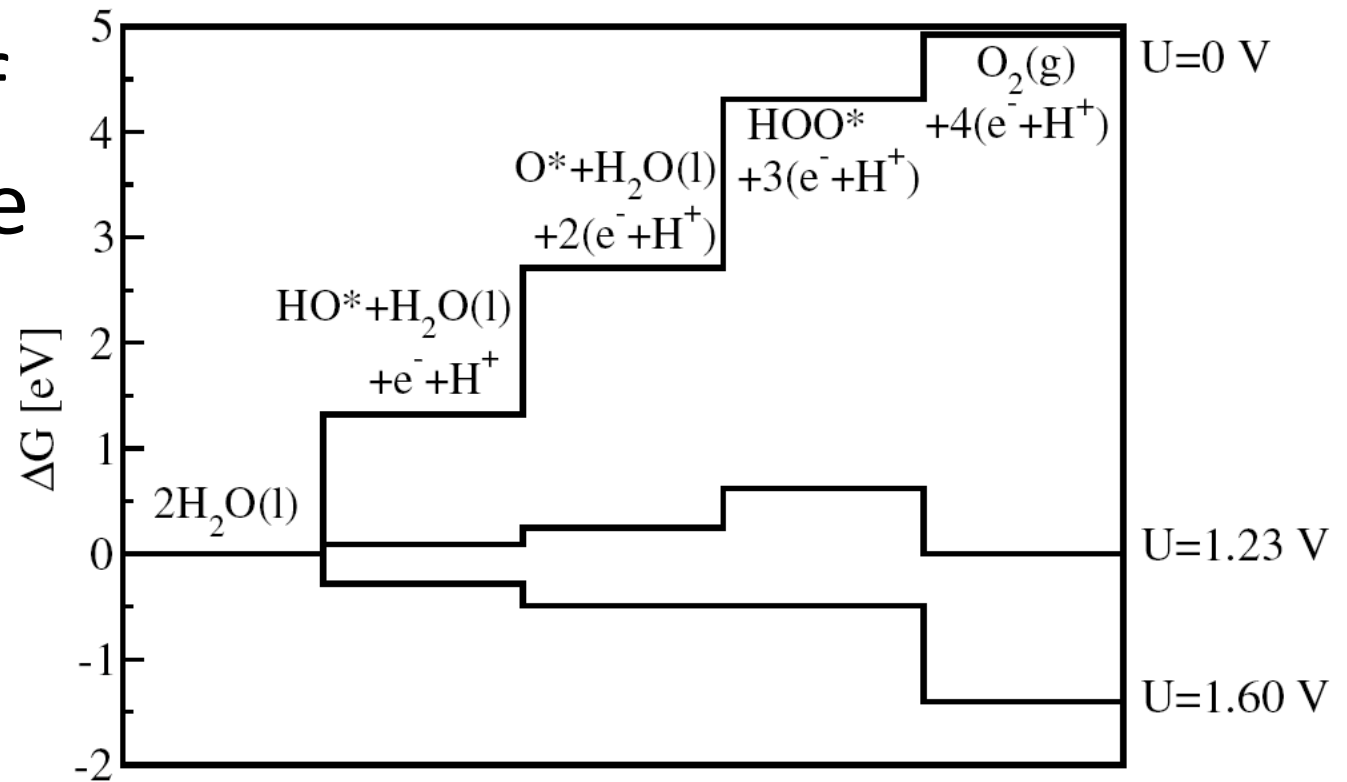 f
e
5
4
3
2
1
0
-1
-2
ΔG [eV]
2H₂O(l)
HO*+H₂O(l)
+e⁻+H⁺
O*+H₂O(l)
+2(e⁻+H⁺)
HOO*
+3(e⁻+H⁺)
O₂(g)
+4(e⁻+H⁺)
U=0 V
U=1.23 V
U=1.60 V